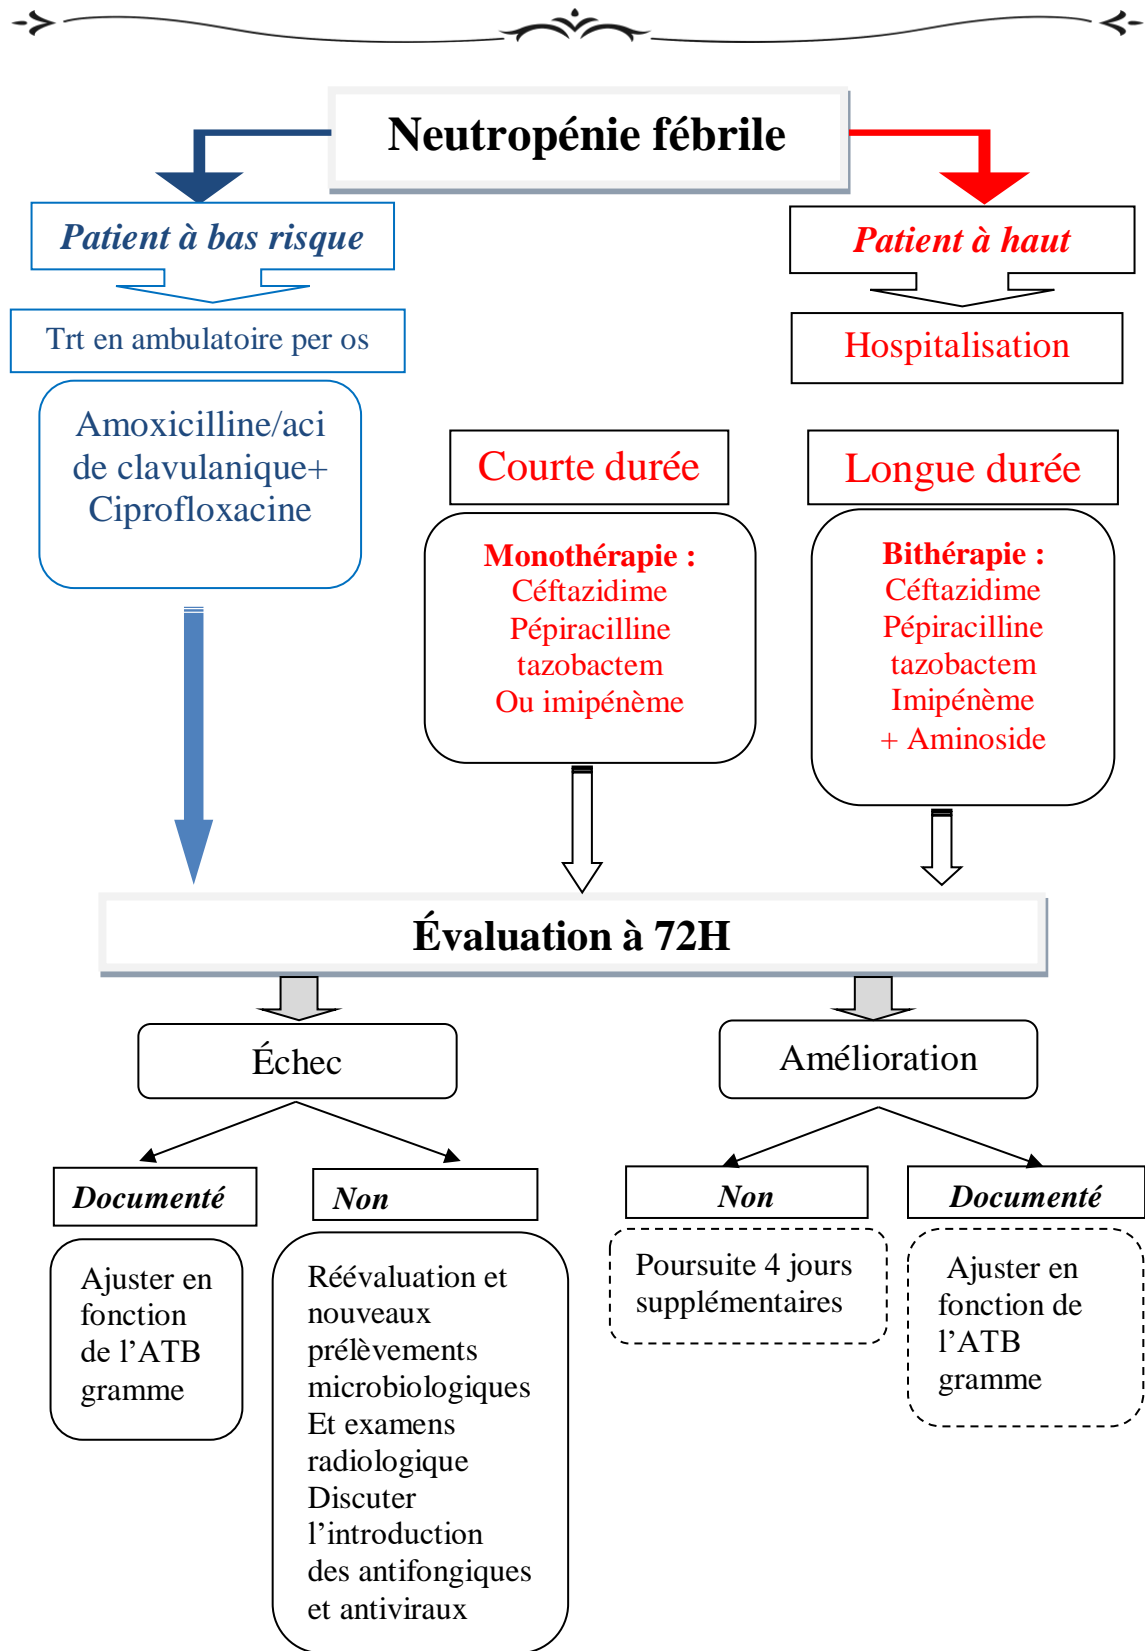 Neutropénie fébrile
Patient à bas risque
Patient à haut
Trt en ambulatoire per os
Hospitalisation
Amoxicilline/aci
de clavulanique+
Ciprofloxacine
Courte durée
Longue durée
Monothérapie :
Céftazidime
Pépiracilline
tazobactem
Ou imipénème
Bithérapie :
Céftazidime
Pépiracilline
tazobactem
Imipénème
+ Aminoside
Évaluation à 72H
Échec
Amélioration
Documenté
Non
Non
Documenté
Ajuster en
fonction
de l’ATB
gramme
Réévaluation et
nouveaux
prélèvements
microbiologiques
Et examens
radiologique
Discuter
l’introduction
des antifongiques
et antiviraux
Poursuite 4 jours
supplémentaires
Ajuster en
fonction de
l’ATB
gramme